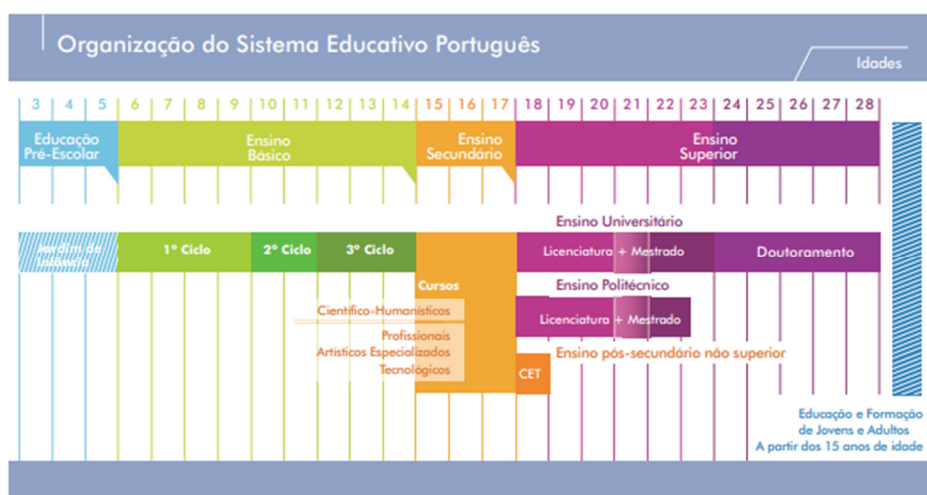 Organização do Sistema Educativo Português
Idades
3 4 5 6 7 8 9 10 11 12 13 14 15 16 17 18 19 20 21 22 23 24 25 26 27 28
Educação
Pré-Escolar
Ensino
Básico
Ensino
Secundário
Ensino
Superior
Ensino Universitário
Jardim de
Infância
1º Ciclo
2º Ciclo
3º Ciclo
Licenciatura + Mestrado
Doutoramento
Cursos
Científico-Humanísticos
Profissionais
Artísticos Especializados
Tecnológicos
Ensino Politécnico
Licenciatura + Mestrado
Ensino pós-secundário não superior
CET
Educação e Formação
de Jovens e Adultos
A partir dos 15 anos de idade